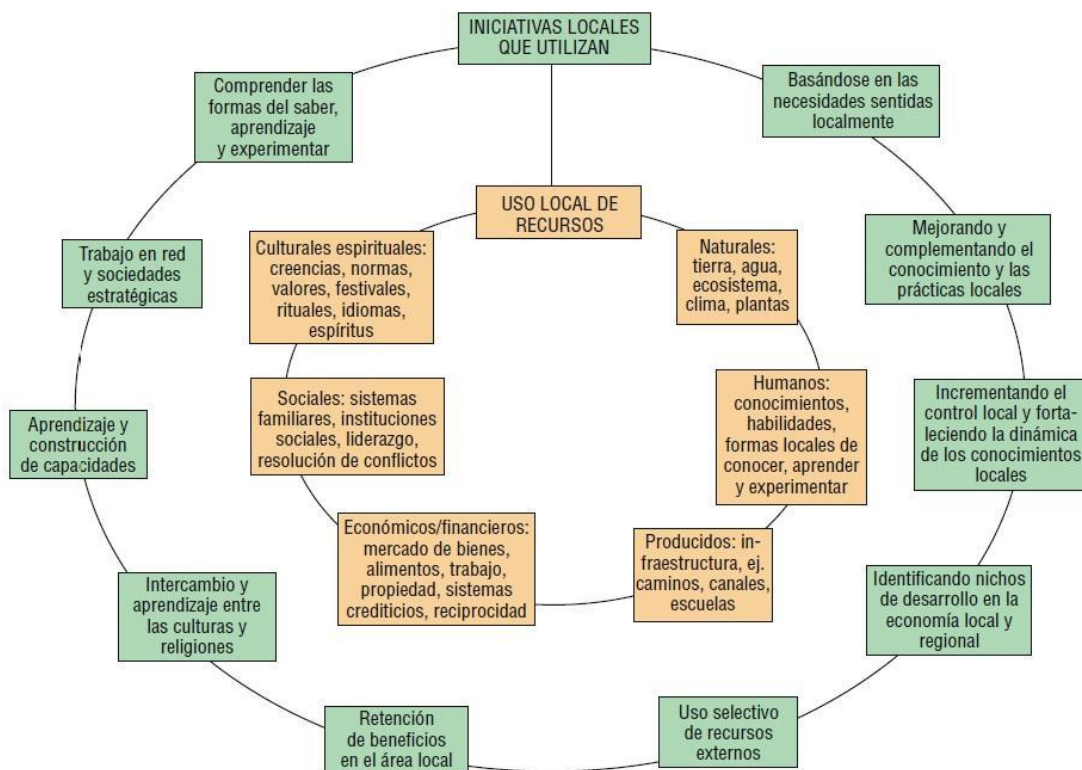 INICIATIVAS LOCALES
QUE UTILIZAN
Basándose en las
necesidades sentidas
localmente
Mejorando y
complementando el
conocimiento y las
prácticas locales
Incrementando el
control local y forta-
leciendo la dinámica
de los conocimientos
locales
Identificando nichos
de desarrollo en la
economía local y
regional
Uso selectivo
de recursos
externos
Retención
de beneficios
en el área local
Intercambio y
aprendizaje entre
las culturas y
religiones
Aprendizaje y
construcción
de capacidades
Trabajo en red
y sociedades
estratégicas
Comprender las
formas del saber,
aprendizaje
y experimentar
USO LOCAL DE
RECURSOS
Naturales:
tierra, agua,
ecosistema,
clima, plantas
Humanos:
conocimientos,
habilidades,
formas locales de
conocer, aprender
y experimentar
Producidos: in-
fraestructura, ej.
caminos, canales,
escuelas
Económicos/financieros:
mercado de bienes,
alimentos, trabajo,
propiedad, sistemas
crediticios, reciprocidad
Sociales: sistemas
familiares, instituciones
sociales, liderazgo,
resolución de conflictos
Culturales espirituales:
creencias, normas,
valores, festivales,
rituales, idiomas,
espíritus